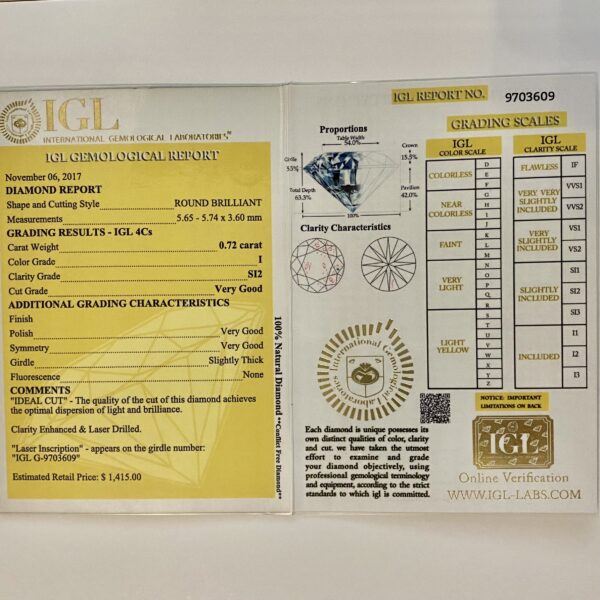 IGL
INTERNATIONAL GEMOLOGICAL LABORATORIES™
IGL GEMOLOGICAL REPORT
November 06, 2017
DIAMOND REPORT
Shape and Cutting Style ROUND BRILLIANT
Measurements 5.65 - 5.74 x 3.60 mm
GRADING RESULTS - IGL 4Cs
Carat Weight 0.72 carat
Color Grade I
Clarity Grade SI2
Cut Grade Very Good
ADDITIONAL GRADING CHARACTERISTICS
Finish
Polish Very Good
Symmetry Very Good
Girdle Slightly Thick
Fluorescence None
COMMENTS
"IDEAL CUT" - The quality of the cut of this diamond achieves
the optimal dispersion of light and brilliance.
Clarity Enhanced & Laser Drilled.
"Laser Inscription" - appears on the girdle number:
"IGL G-9703609"
Estimated Retail Price: $ 1,415.00
100% Natural Diamond **Conflict Free Diamond**
IGL REPORT NO. 9703609
Proportions
Table Width
54.0%
Crown
15.5%
Pavilion
42.0%
Total Depth
63.3%
100%
Clarity Characteristics
International Gemological Laboratories
Each diamond is unique possesses its
own distinct qualities of color, clarity
and cut. we have taken the utmost
effort to examine and grade
your diamond objectively, using
professional gemological terminology
and equipment, according to the strict
standards to which igl is committed.
GRADING SCALES
IGL
COLOR SCALE
COLORLESS
D
E
F
NEAR
COLORLESS
G
H
I
J
FAINT
K
L
M
VERY
LIGHT
N
O
P
Q
R
LIGHT
YELLOW
S
T
U
V
W
X
Y
Z
IGL
CLARITY SCALE
FLAWLESS
IF
VERY VERY
SLIGHTLY
INCLUDED
VVS1
VVS2
VERY
SLIGHTLY
INCLUDED
VS1
VS2
SLIGHTLY
INCLUDED
SI1
SI2
SI3
INCLUDED
I1
I2
I3
NOTICE: IMPORTANT
LIMITATIONS ON BACK
IGL
Online Verification
WWW.IGL-LABS.COM